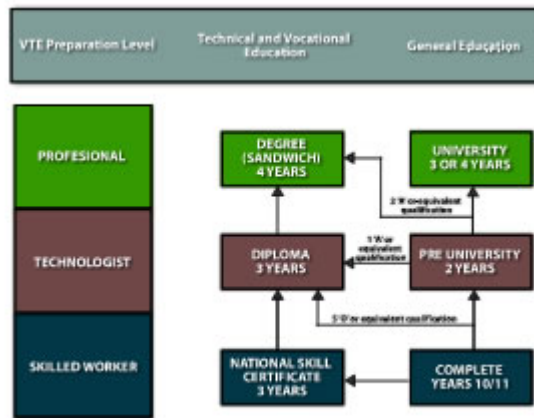 VTE Preparation Level
Technical and Vocational
Education
General Education
PROFESIONAL
DEGREE
(SANDWICH)
4 YEARS
UNIVERSITY
3 OR 4 YEARS
2 'A' or equivalent
qualification
TECHNOLOGIST
DIPLOMA
3 YEARS
1 'A' or
equivalent
qualification
PRE UNIVERSITY
2 YEARS
5 'O' or equivalent qualification
SKILLED WORKER
NATIONAL SKILL
CERTIFICATE
3 YEARS
COMPLETE
YEARS 10/11